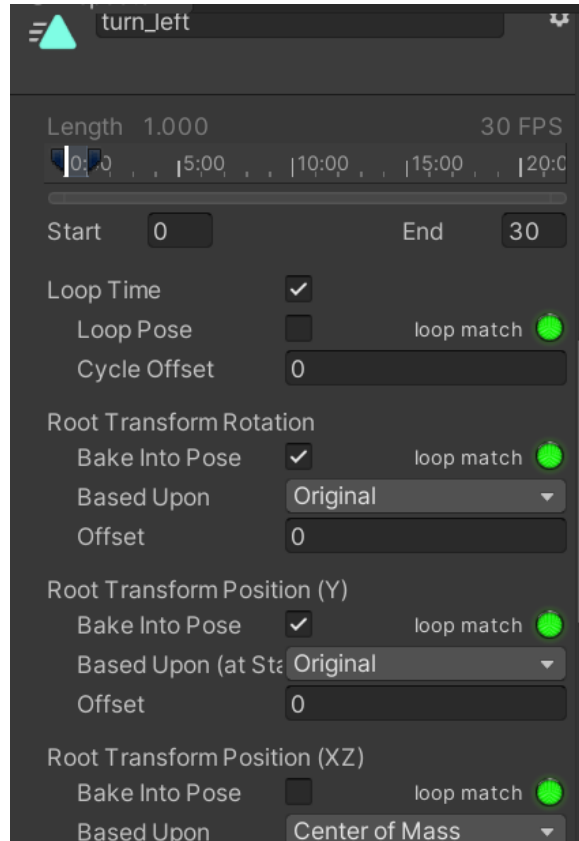 turn_left
Length 1.000 30 FPS
0:00 5:00 10:00 15:00 20:0
Start 0 End 30
Loop Time
Loop Pose loop match
Cycle Offset 0
Root Transform Rotation
Bake Into Pose loop match
Based Upon Original
Offset 0
Root Transform Position (Y)
Bake Into Pose loop match
Based Upon (at Sta Original
Offset 0
Root Transform Position (XZ)
Bake Into Pose loop match
Based Upon Center of Mass